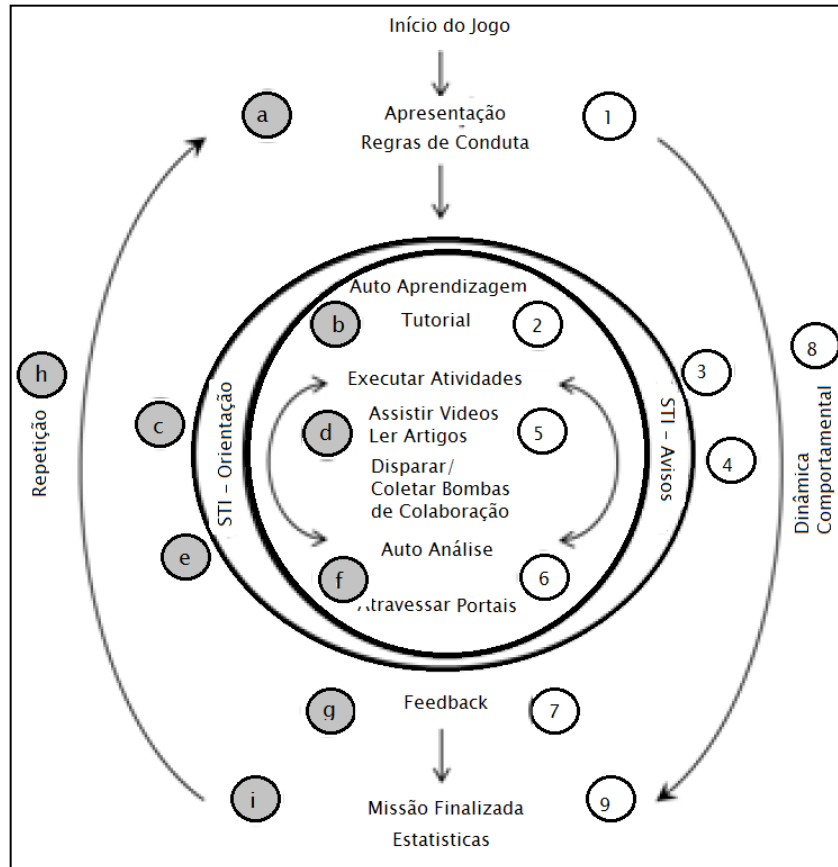 Início do Jogo
a
Apresentação
1
Regras de Conduta
Auto Aprendizagem
b
Tutorial
2
h
Repetição
8
Dinâmica
Comportamental
3
Executar Atividades
c
STI - Orientação
d
Assistir Videos
5
STI - Avisos
4
Ler Artigos
Disparar/
Coletar Bombas
de Colaboração
e
Auto Análise
f
6
Atravessar Portais
g
Feedback
7
i
Missão Finalizada
9
Estatisticas